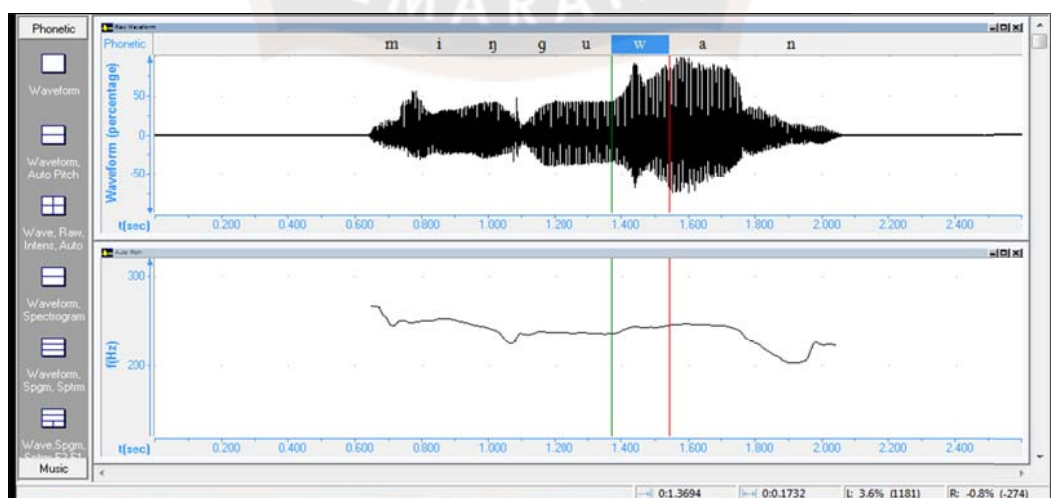 MARA
Phonetic
Raw Waveform
Phonetic
m i ŋ g u w a n
Waveform
Waveform, Auto Pitch
Wave, Raw, Intens, Auto
Waveform, Spectrogram
Waveform, Spgm, Sptrm
Wave,Spgm,
Music
Waveform (percentage)
50
0
-50
t(sec) 0.200 0.400 0.600 0.800 1.000 1.200 1.400 1.600 1.800 2.000 2.200 2.400
Auto Pitch
f(Hz)
300
200
t(sec) 0.200 0.400 0.600 0.800 1.000 1.200 1.400 1.600 1.800 2.000 2.200 2.400
0:1.3694 0:0.1732 L: 3.6% (1181) R: -0.8% (-274)